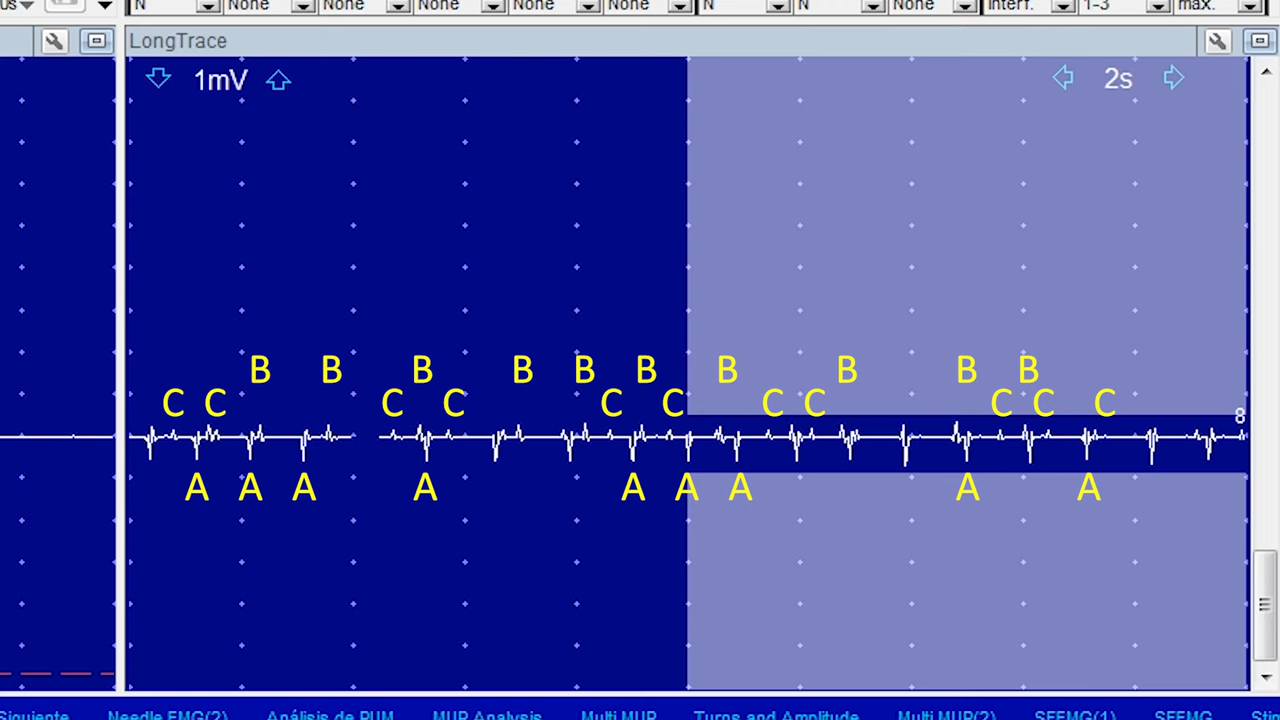 us N None None None None None N N None Interf. 1-3 max.
LongTrace
1mV 2s
B B B B B B B B B B
C C C C C C C C C C C
8
A A A A A A A A A
Siguiente Needle EMG(2) Análisis de PUM MUP Analysis Multi MUP Turns and Amplitude Multi MUP(2) SFEMG(1) SFEMG